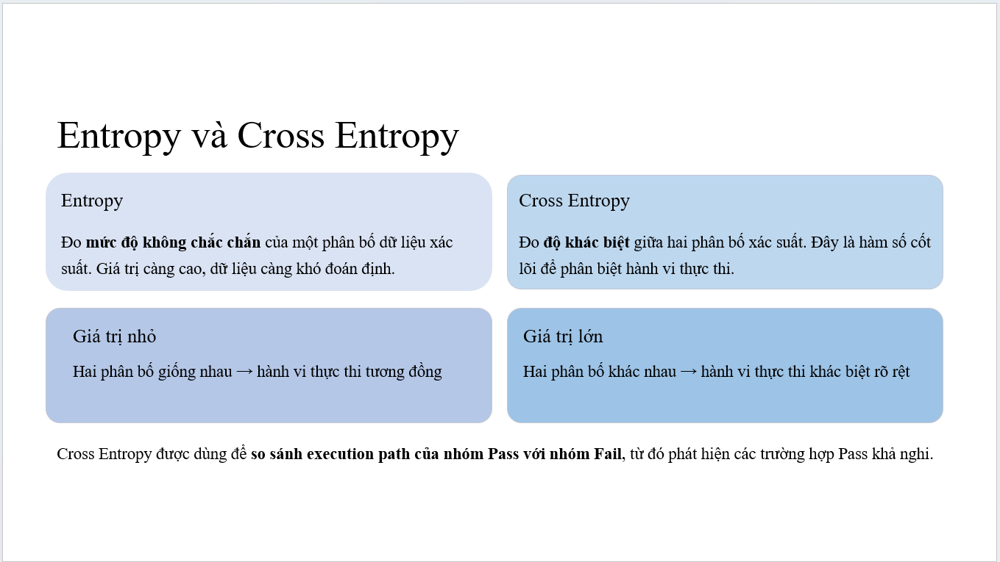 Entropy và Cross Entropy
Entropy
Đo mức độ không chắc chắn của một phân bố dữ liệu xác
suất. Giá trị càng cao, dữ liệu càng khó đoán định.
Cross Entropy
Đo độ khác biệt giữa hai phân bố xác suất. Đây là hàm số cốt
lõi để phân biệt hành vi thực thi.
Giá trị nhỏ
Hai phân bố giống nhau → hành vi thực thi tương đồng
Giá trị lớn
Hai phân bố khác nhau → hành vi thực thi khác biệt rõ rệt
Cross Entropy được dùng để so sánh execution path của nhóm Pass với nhóm Fail, từ đó phát hiện các trường hợp Pass khả nghi.